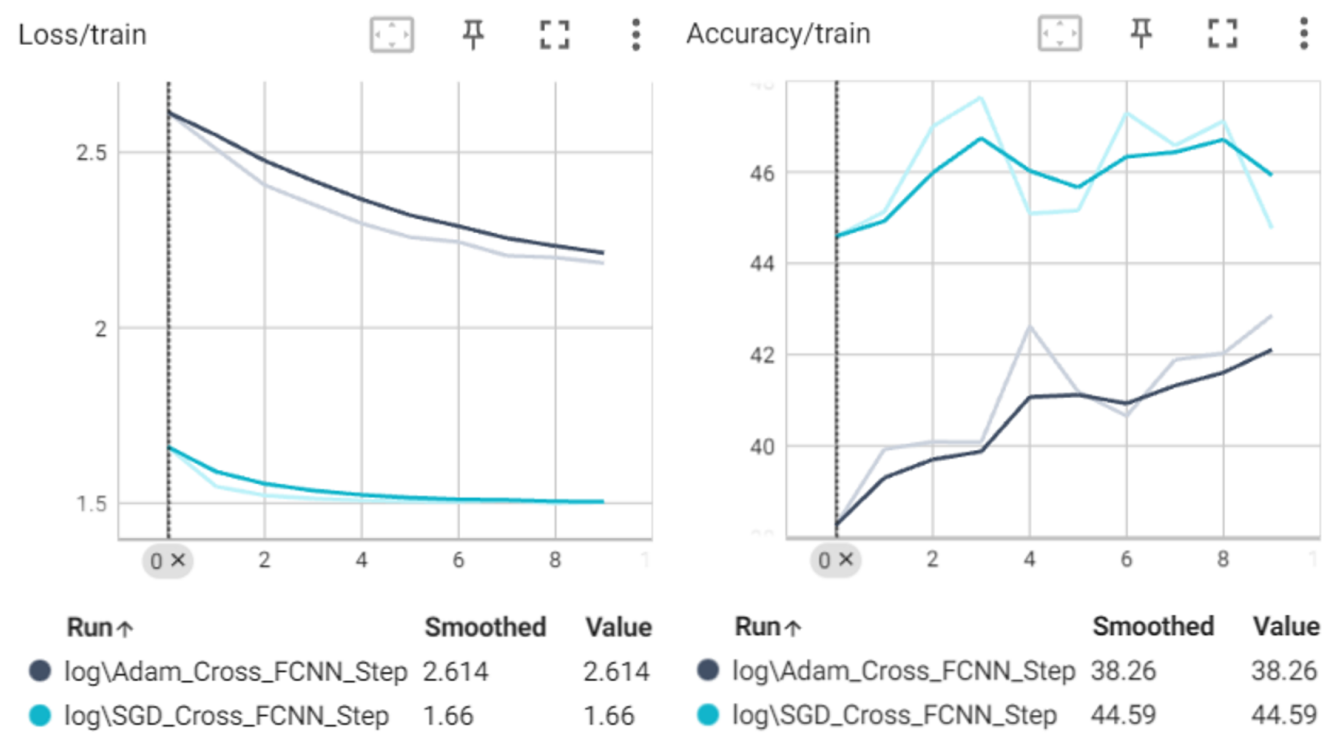 Loss/train
2.5
2
1.5
0 ×
2
4
6
8
Run↑ Smoothed Value
log\Adam_Cross_FCNN_Step 2.614 2.614
log\SGD_Cross_FCNN_Step 1.66 1.66
Accuracy/train
46
44
42
40
0 ×
2
4
6
8
Run↑ Smoothed Value
log\Adam_Cross_FCNN_Step 38.26 38.26
log\SGD_Cross_FCNN_Step 44.59 44.59